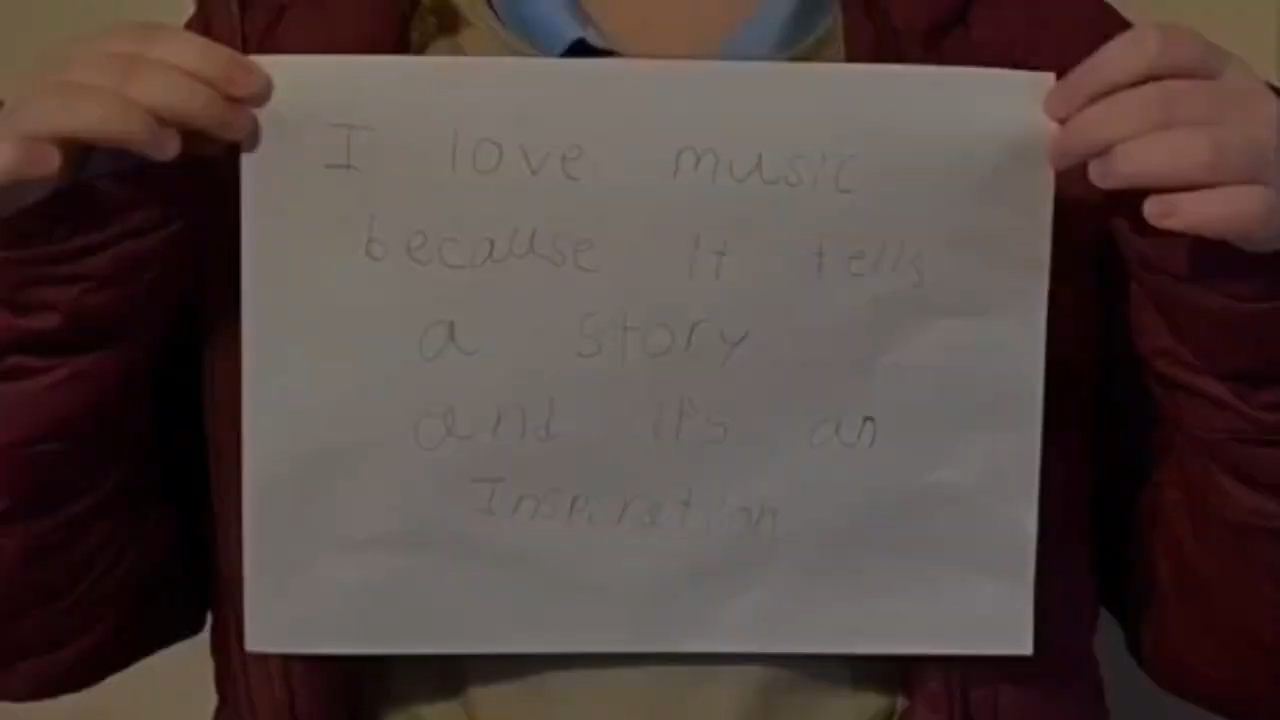 I love music
because it tells
a story
and it's an
Inspiration